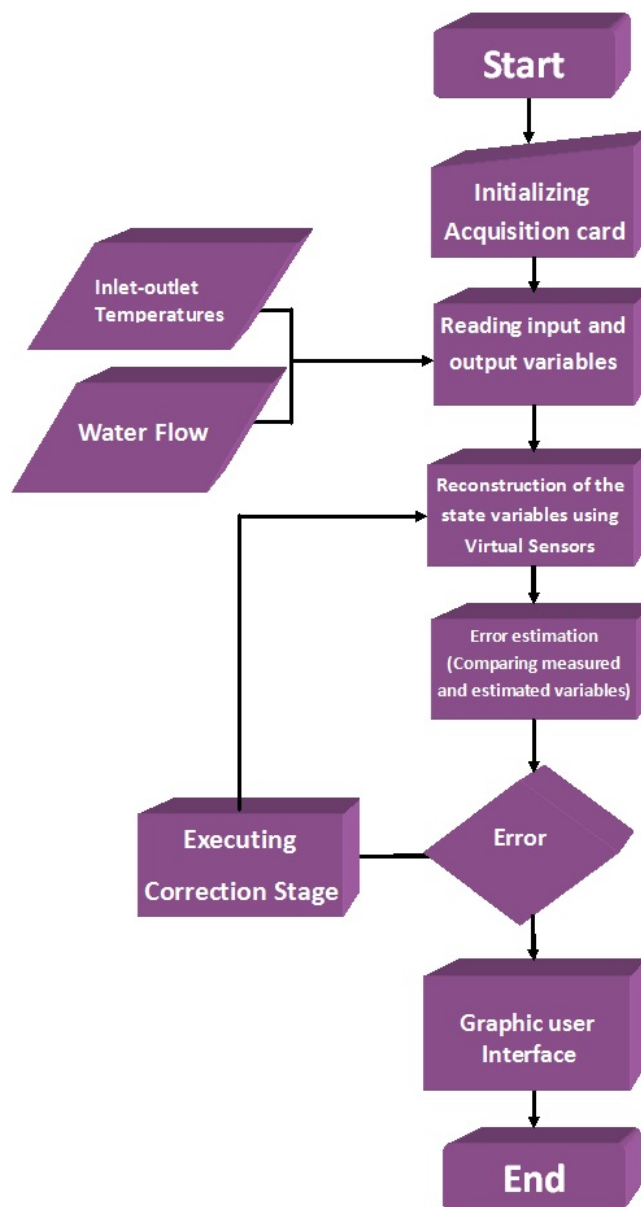 Start
Initializing
Acquisition card
Inlet-outlet
Temperatures
Reading input and
output variables
Water Flow
Reconstruction of the
state variables using
Virtual Sensors
Error estimation
(Comparing measured
and estimated variables)
Error
Executing
Correction Stage
Graphic user
Interface
End